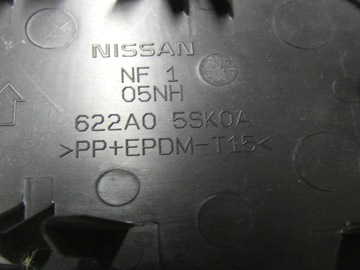 NISSAN
NF 1
05NH
622A0 5SK0A
>PP+EPDM-T15<